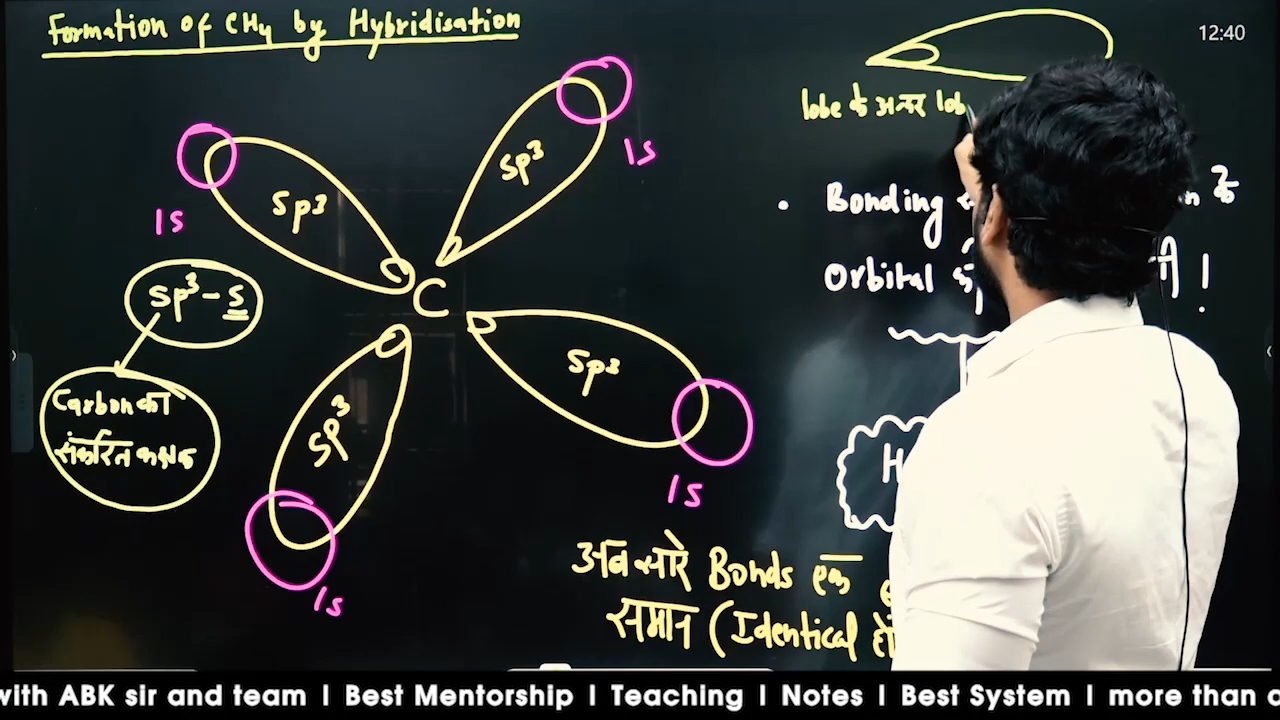 Formation of CH4 by Hybridisation
12:40
lobe के अन्दर lob
1s
sp³
1s
sp³
sp³-s
C
Carbon का
संकरित कक्षक
sp³
sp³
1s
1s
Bonding
Orbital
!
H
अब सारे Bonds एक
समान (Identical हो
with ABK sir and team | Best Mentorship | Teaching | Notes | Best System | more than